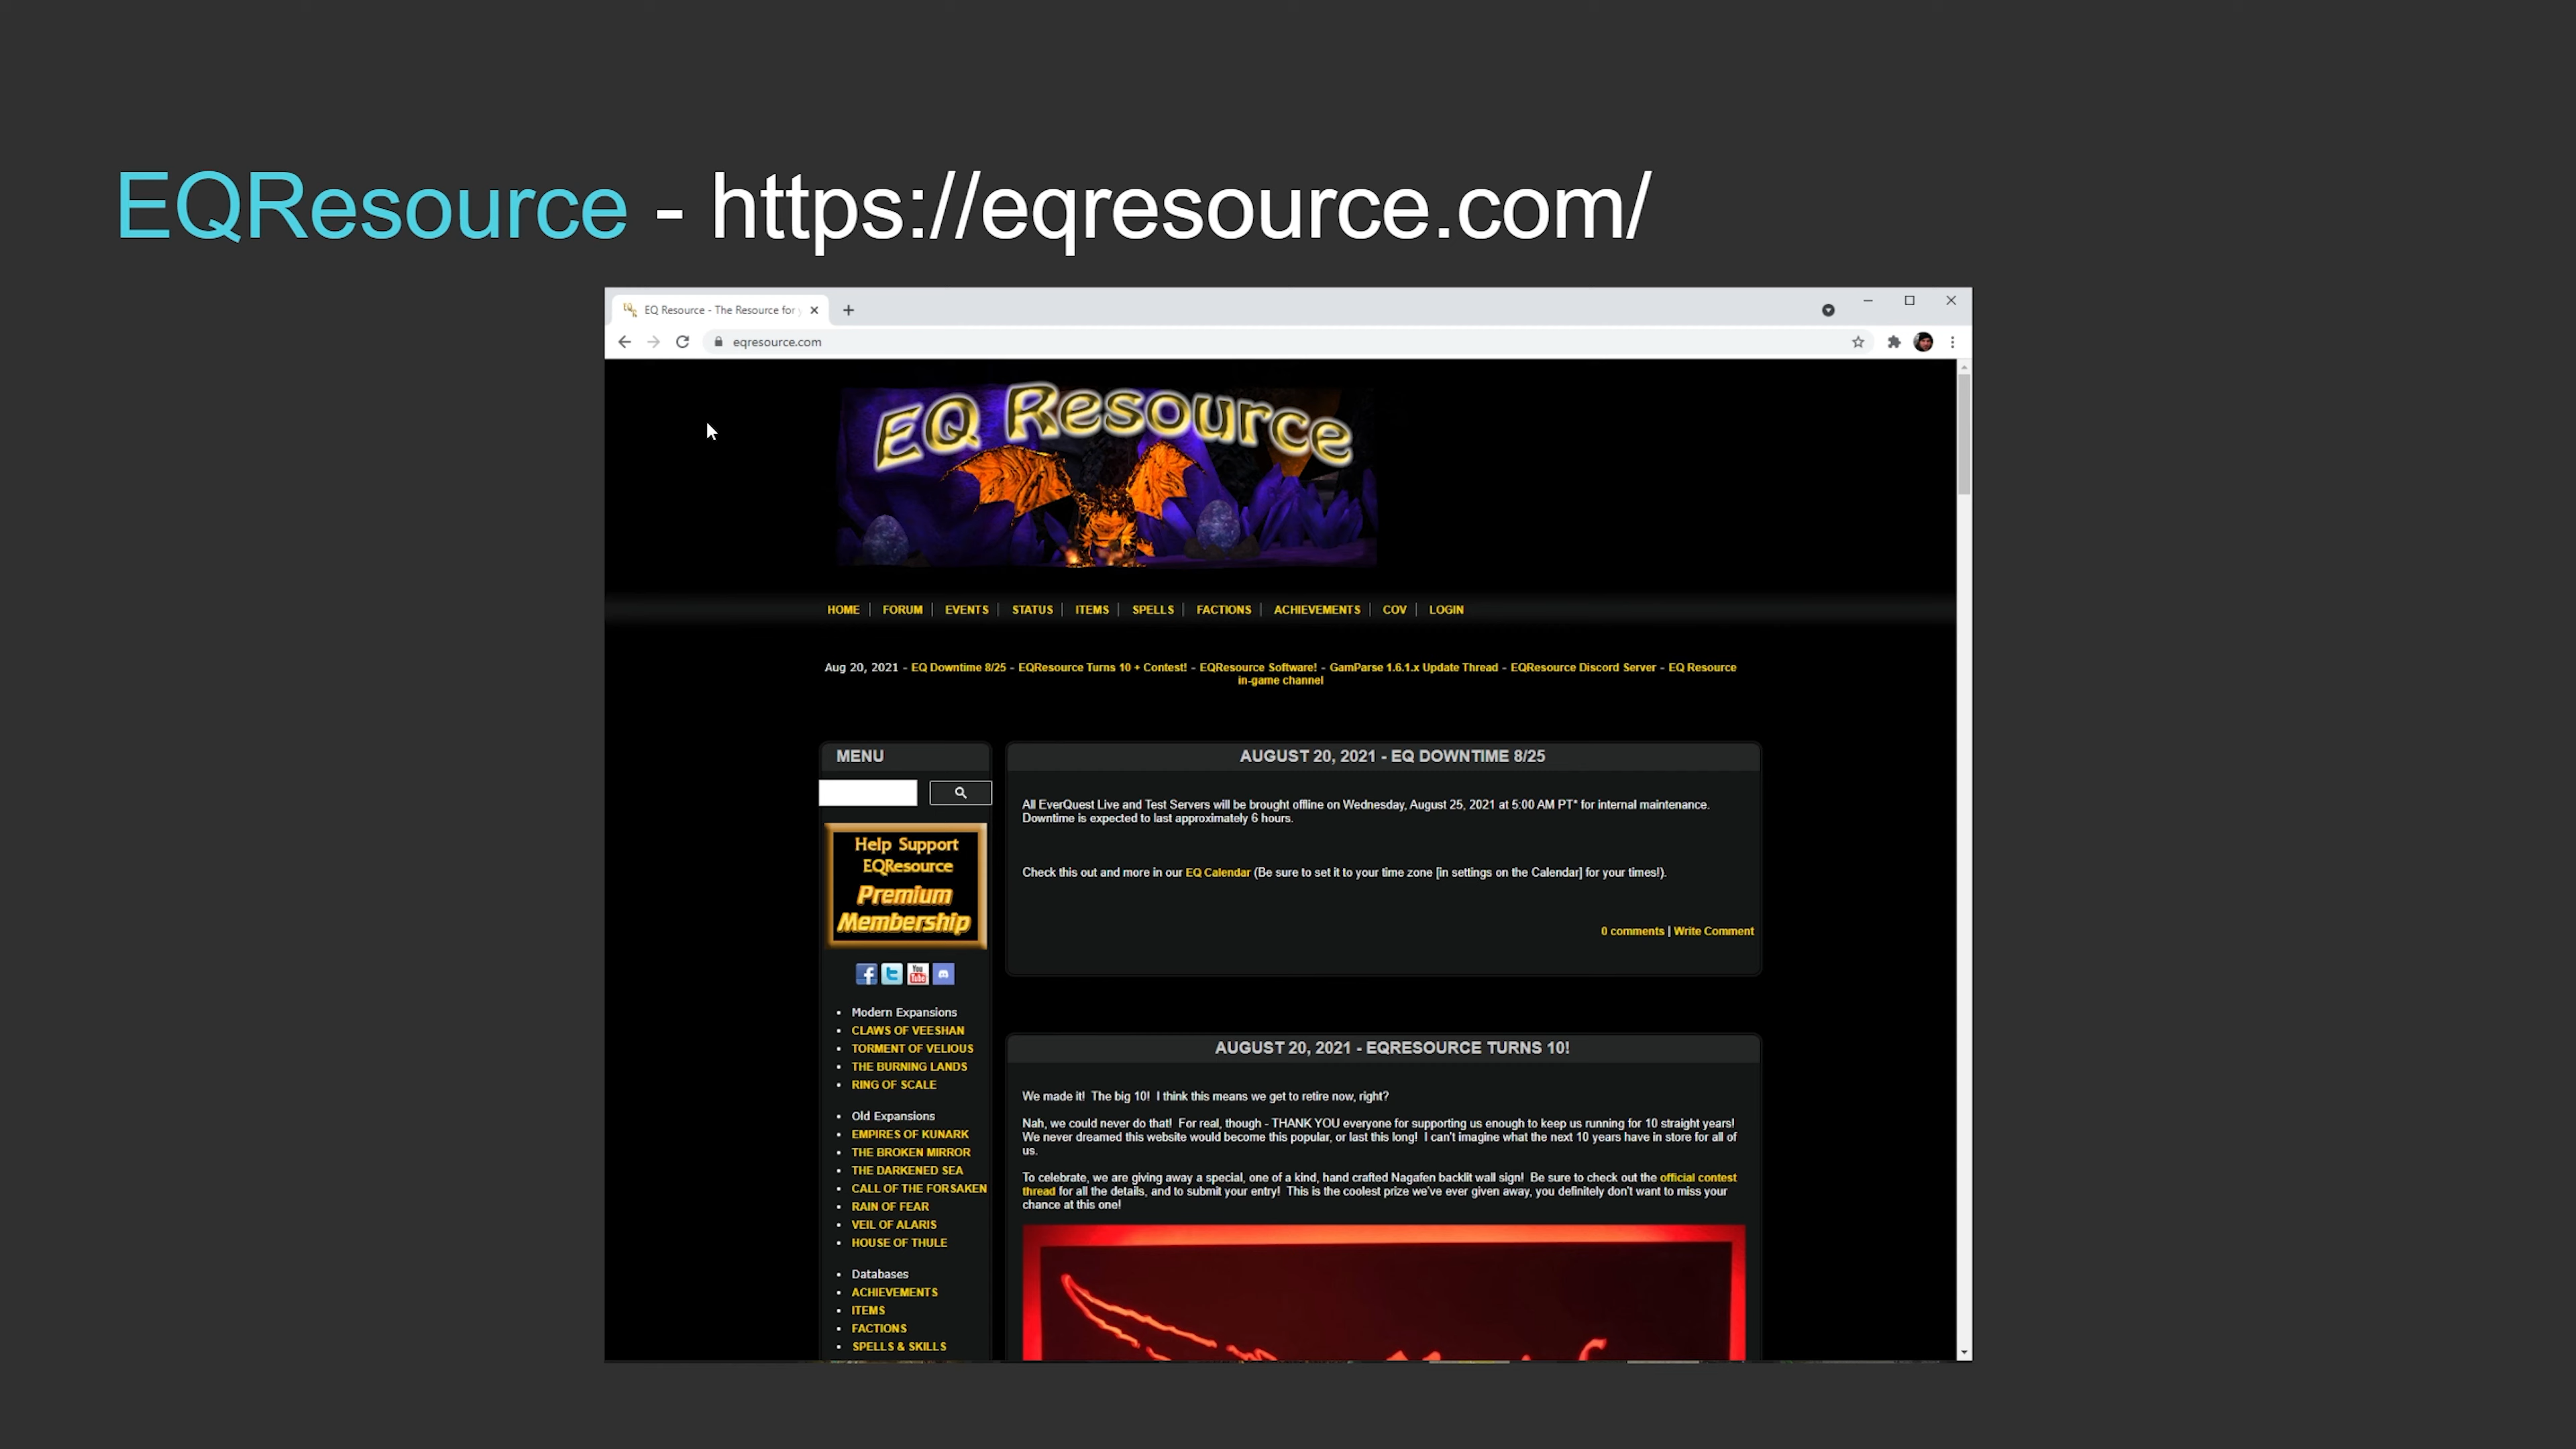 EQResource - https://eqresource.com/
EQ Resource - The Resource for y
eqresource.com
EQ Resource
HOME
FORUM
EVENTS
STATUS
ITEMS
SPELLS
FACTIONS
ACHIEVEMENTS
COV
LOGIN
Aug 20, 2021 - EQ Downtime 8/25 - EQResource Turns 10 + Contest! - EQResource Software! - GamParse 1.6.1.x Update Thread - EQResource Discord Server - EQ Resource
in-game channel
MENU
Help Support
EQResource
Premium
Membership
You
Tube
Modern Expansions
CLAWS OF VEESHAN
TORMENT OF VELIOUS
THE BURNING LANDS
RING OF SCALE
Old Expansions
EMPIRES OF KUNARK
THE BROKEN MIRROR
THE DARKENED SEA
CALL OF THE FORSAKEN
RAIN OF FEAR
VEIL OF ALARIS
HOUSE OF THULE
Databases
ACHIEVEMENTS
ITEMS
FACTIONS
SPELLS & SKILLS
AUGUST 20, 2021 - EQ DOWNTIME 8/25
All EverQuest Live and Test Servers will be brought offline on Wednesday, August 25, 2021 at 5:00 AM PT* for internal maintenance.
Downtime is expected to last approximately 6 hours.
Check this out and more in our EQ Calendar (Be sure to set it to your time zone [in settings on the Calendar] for your times!).
0 comments | Write Comment
AUGUST 20, 2021 - EQRESOURCE TURNS 10!
We made it! The big 10! I think this means we get to retire now, right?
Nah, we could never do that! For real, though - THANK YOU everyone for supporting us enough to keep us running for 10 straight years!
We never dreamed this website would become this popular, or last this long! I can't imagine what the next 10 years have in store for all of
us.
To celebrate, we are giving away a special, one of a kind, hand crafted Nagafen backlit wall sign! Be sure to check out the official contest
thread for all the details, and to submit your entry! This is the coolest prize we've ever given away, you definitely don't want to miss your
chance at this one!